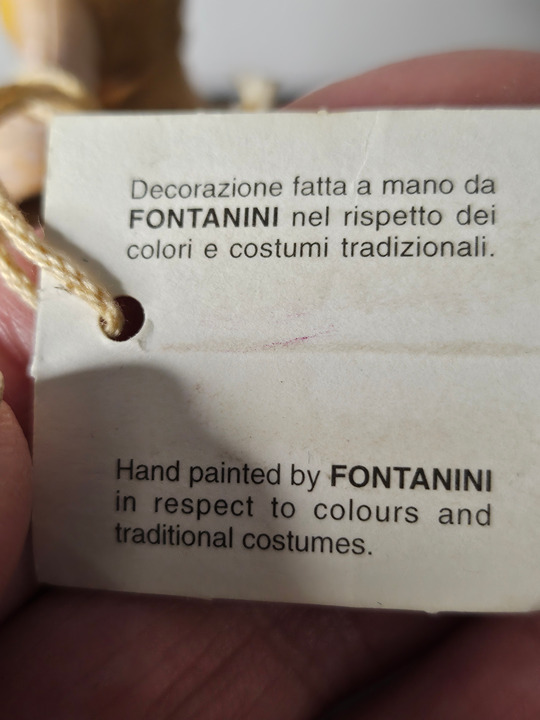 Decorazione fatta a mano da
FONTANINI nel rispetto dei
colori e costumi tradizionali.
Hand painted by FONTANINI
in respect to colours and
traditional costumes.